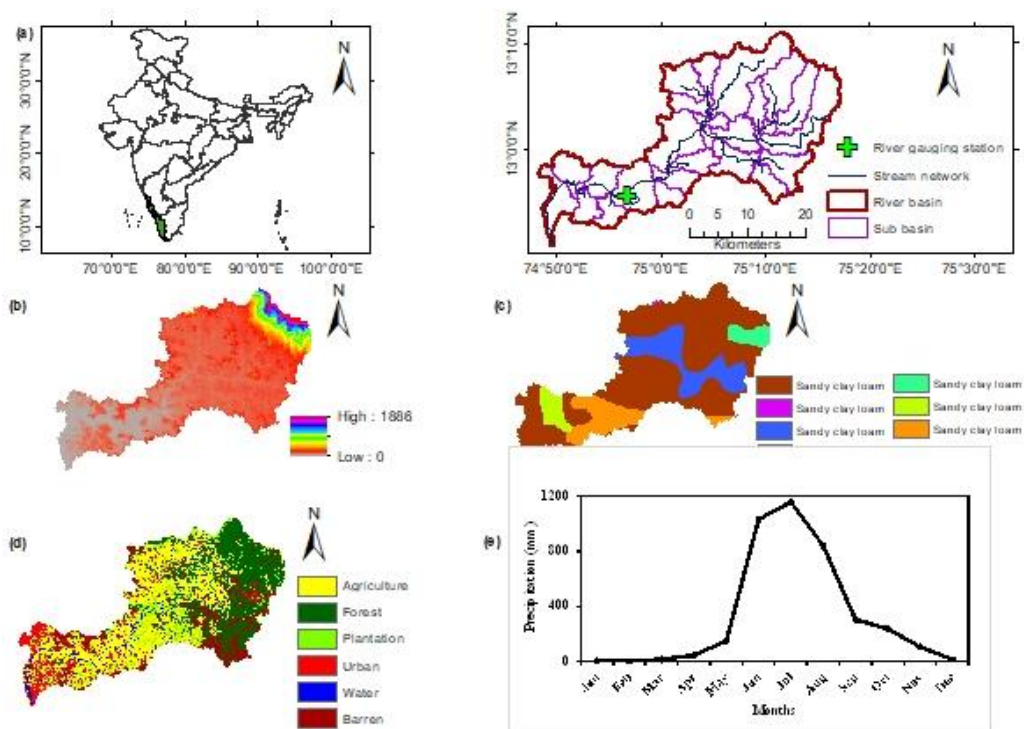 (a)
N
30°0'0"N
20°0'0"N
10°0'0"N
70°0'0"E 80°0'0"E 90°0'0"E 100°0'0"E
N
13°10'0"N
13°0'0"N
River gauging station
Stream network
River basin
Sub basin
0 5 10 20
Kilometers
74°50'0"E 75°0'0"E 75°10'0"E 75°20'0"E 75°30'0"E
(b)
N
High : 1886
Low : 0
(c)
N
Sandy clay loam Sandy clay loam
Sandy clay loam Sandy clay loam
Sandy clay loam Sandy clay loam
(d)
N
Agriculture
Forest
Plantation
Urban
Water
Barren
(e)
Precipitation (mm)
1200
800
400
0
Jan Feb Mar Apr May Jun Jul Aug Sep Oct Nov Dec
Months